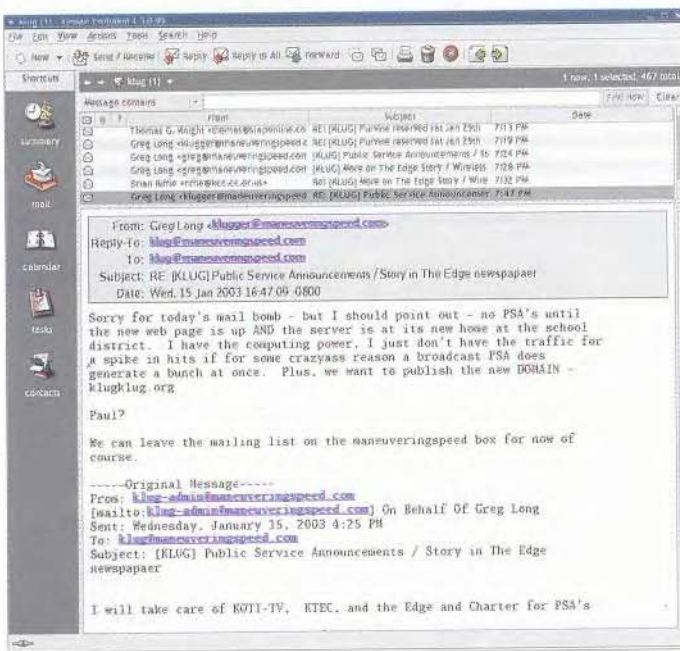 klug (1) - Ximian Evolution 1.0.8
File Edit View Actions Tools Search Help
New Send / Receive Reply Reply to All Forward
Shortcuts klug (1) 1 new, 1 selected, 467 total
Message contains Find Now Clear
From Subject Date
Thomas G. Knight RE: [KLUG] Purvine reserved Sat Jan 25th 7:13 PM
Greg Long RE: [KLUG] Purvine reserved Sat Jan 25th 7:19 PM
Greg Long [KLUG] Public Service Announcements / St 7:24 PM
Greg Long [KLUG] More on The Edge Story / Wireless 7:28 PM
Brian Re: [KLUG] More on The Edge Story / Wire 7:32 PM
Greg Long <klugger@maneuveringspeed RE: [KLUG] Public Service Announcemer 7:47 PM
Summary
mail
calendar
tasks
contacts
From: Greg Long <klugger@maneuveringspeed.com>
Reply-To: klug@maneuveringspeed.com
To: klug@maneuveringspeed.com
Subject: RE: [KLUG] Public Service Announcements / Story in The Edge newspapaer
Date: Wed, 15 Jan 2003 16:47:09 -0800
Sorry for today's mail bomb - but I should point out - no PSA's until
the new web page is up AND the server is at its new home at the school
district. I have the computing power, I just don't have the traffic for
a spike in hits if for some crazyass reason a broadcast PSA does
generate a bunch at once. Plus, we want to publish the new DOMAIN -
klugklug.org
Paul?
We can leave the mailing list on the maneuveringspeed box for now of
course.
-----Original Message-----
From: klug-admin@maneuveringspeed.com
[mailto:klug-admin@maneuveringspeed.com] On Behalf Of Greg Long
Sent: Wednesday, January 15, 2003 4:25 PM
To: klug@maneuveringspeed.com
Subject: [KLUG] Public Service Announcements / Story in The Edge
newspapaer
I will take care of KOTI-TV, KTEC, and the Edge and Charter for PSA's